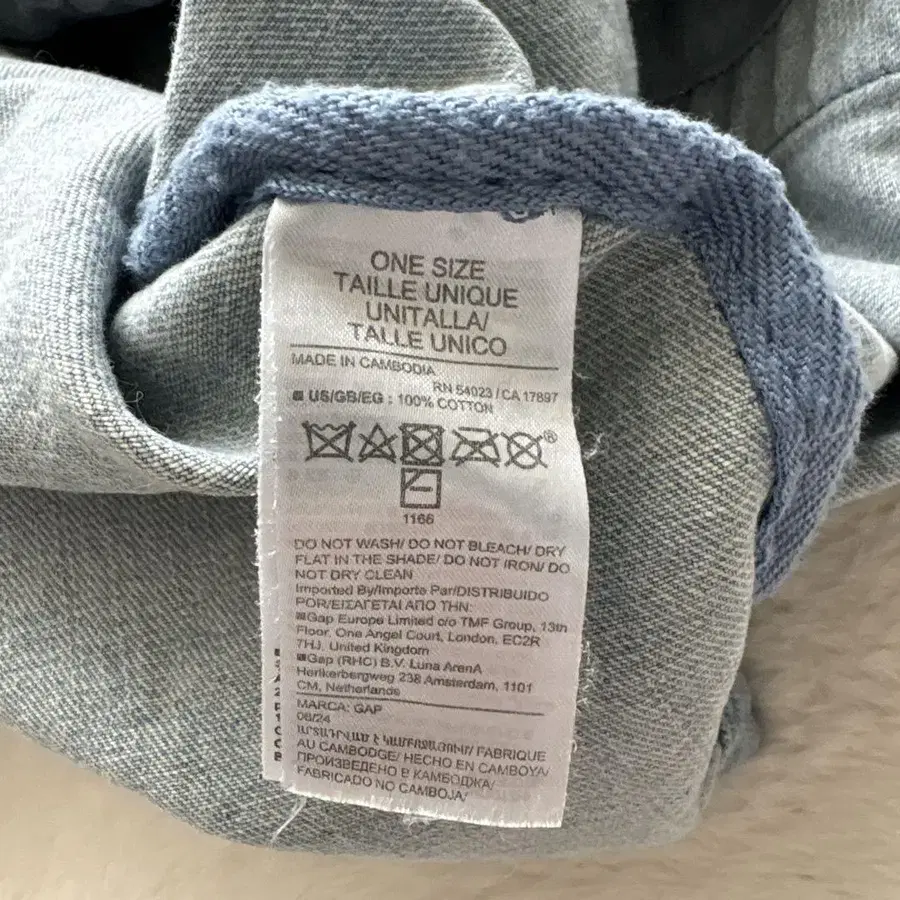 ONE SIZE
TAILLE UNIQUE
UNITALLA/
TALLE UNICO
MADE IN CAMBODIA
RN 54023 / CA 17897
US/GB/EG : 100% COTTON
1166
DO NOT WASH/ DO NOT BLEACH/ DRY
FLAT IN THE SHADE/ DO NOT IRON/ DO
NOT DRY CLEAN
Imported By/Importe Par/DISTRIBUIDO
POR/ΕΙΣΑΓΕΤΑΙ ΑΠΟ ΤΗΝ:
Gap Europe Limited c/o TMF Group, 13th
Floor, One Angel Court, London, EC2R
7HJ, United Kingdom
Gap (RHC) B.V. Luna ArenA
Herikerbergweg 238 Amsterdam, 1101
CM, Netherlands
MARCA: GAP
06/24
FABRIQUE
AU CAMBODGE/ HECHO EN CAMBOYA/
ПРОИЗВЕДЕНО В КАМБОДЖА/
FABRICADO NO CAMBOJA/